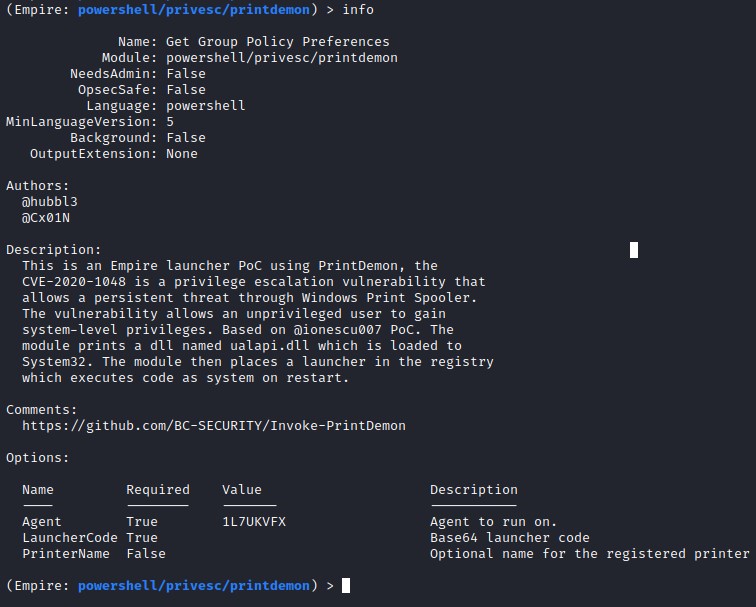 (Empire: powershell/privesc/printdemon) > info
Name: Get Group Policy Preferences
Module: powershell/privesc/printdemon
NeedsAdmin: False
OpsecSafe: False
Language: powershell
MinLanguageVersion: 5
Background: False
OutputExtension: None
Authors:
@hubbl3
@Cx01N
Description:
This is an Empire launcher PoC using PrintDemon, the
CVE-2020-1048 is a privilege escalation vulnerability that
allows a persistent threat through Windows Print Spooler.
The vulnerability allows an unprivileged user to gain
system-level privileges. Based on @ionescu007 PoC. The
module prints a dll named ualapi.dll which is loaded to
System32. The module then places a launcher in the registry
which executes code as system on restart.
Comments:
https://github.com/BC-SECURITY/Invoke-PrintDemon
Options:
Name Required Value Description
Agent True 1L7UKVFX Agent to run on.
LauncherCode True Base64 launcher code
PrinterName False Optional name for the registered printer
(Empire: powershell/privesc/printdemon) >